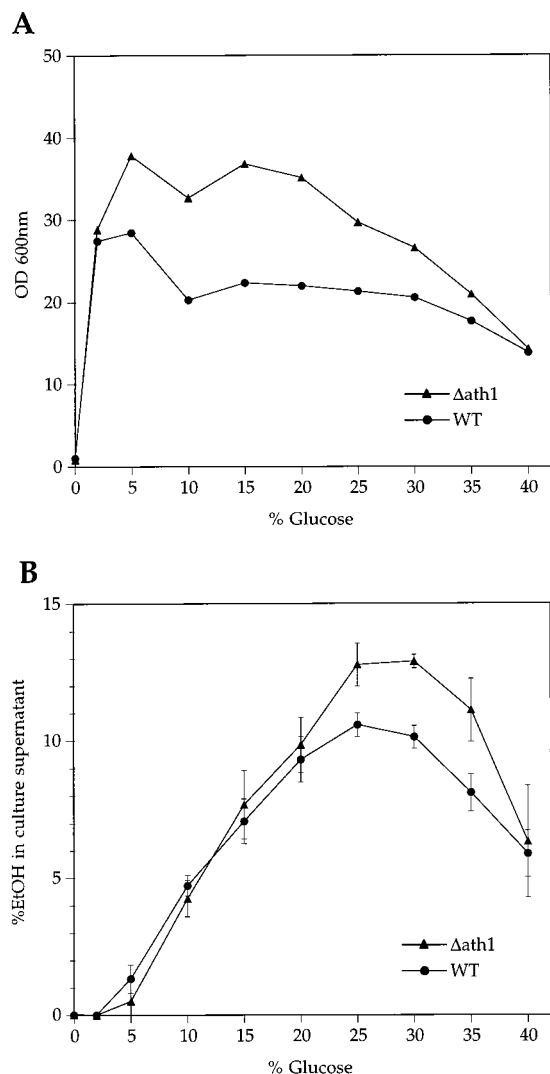 A
50
40
30
20
10
0
OD 600nm
Δath1
WT
0 5 10 15 20 25 30 35 40
% Glucose
B
15
10
5
0
%EtOH in culture supernatant
Δath1
WT
0 5 10 15 20 25 30 35 40
% Glucose